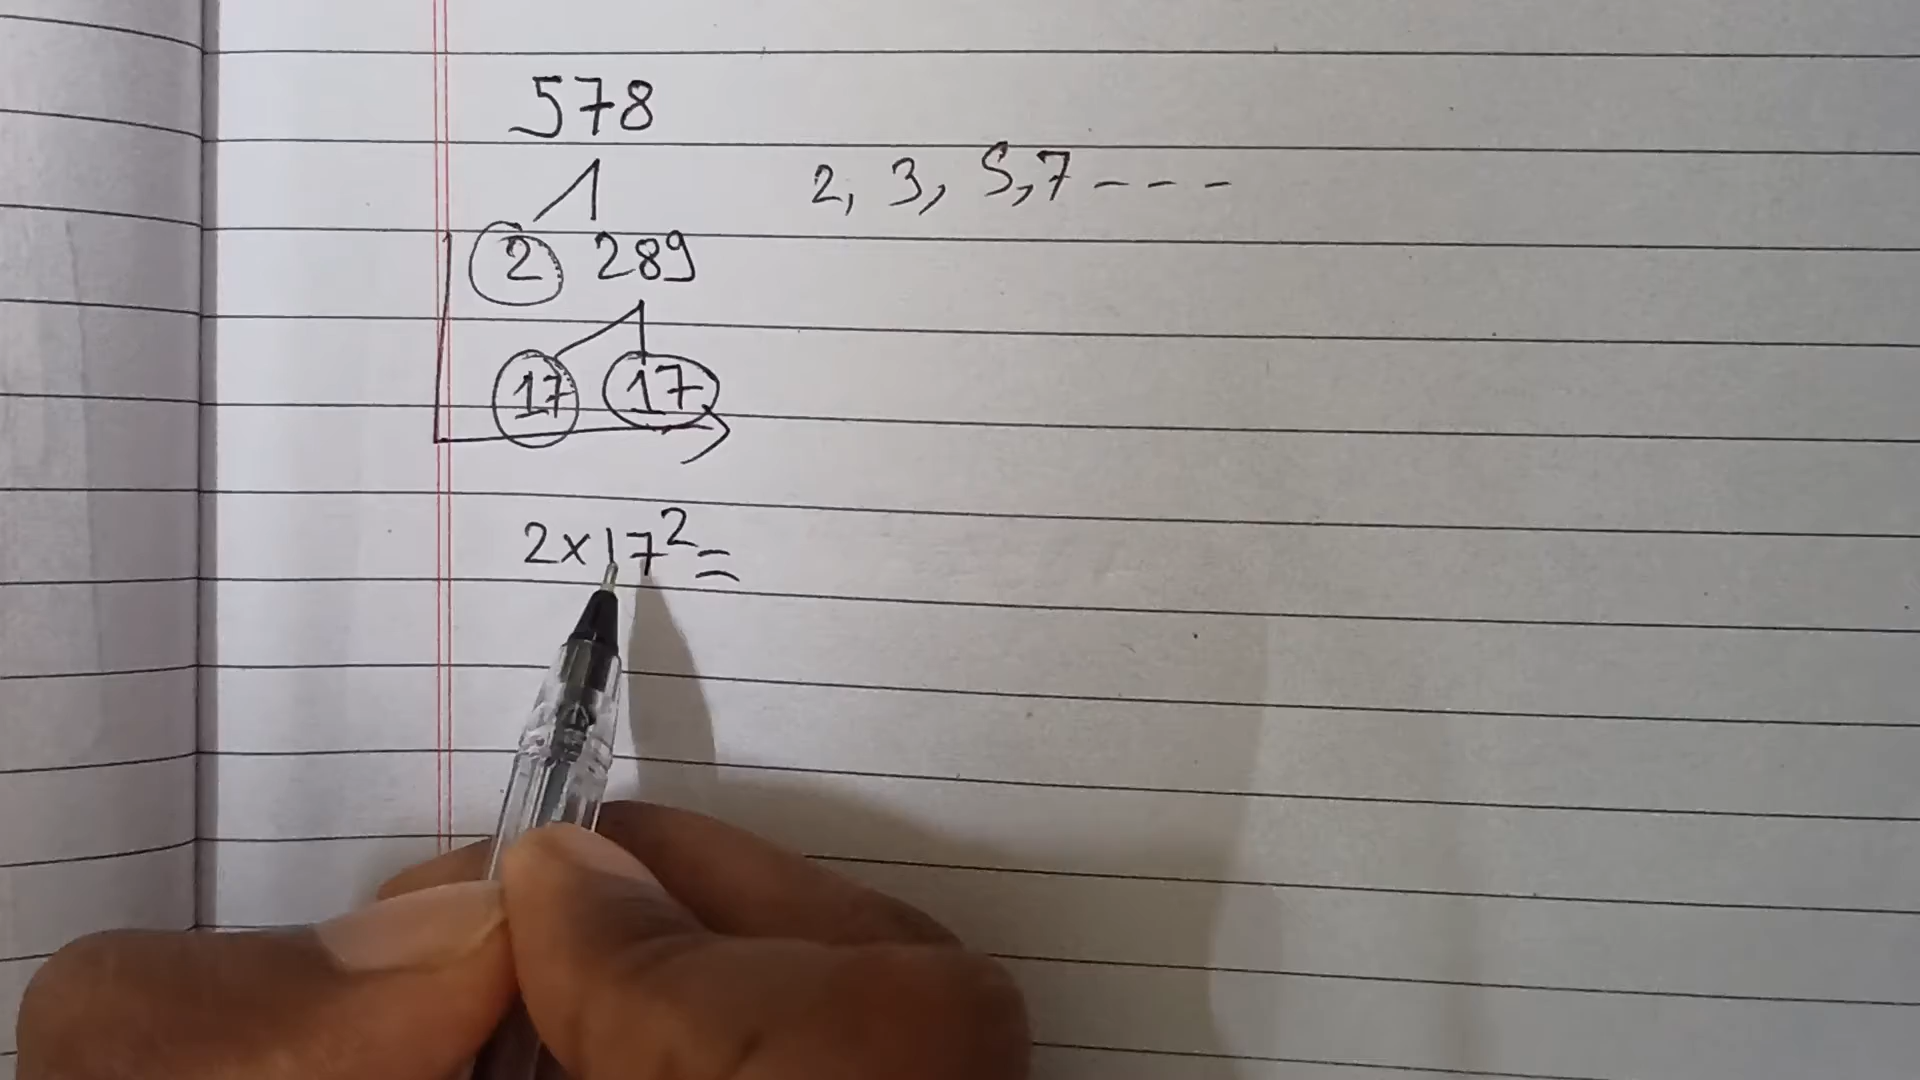 578
2, 3, 5, 7 - - -
2 289
17 17
2×17²=